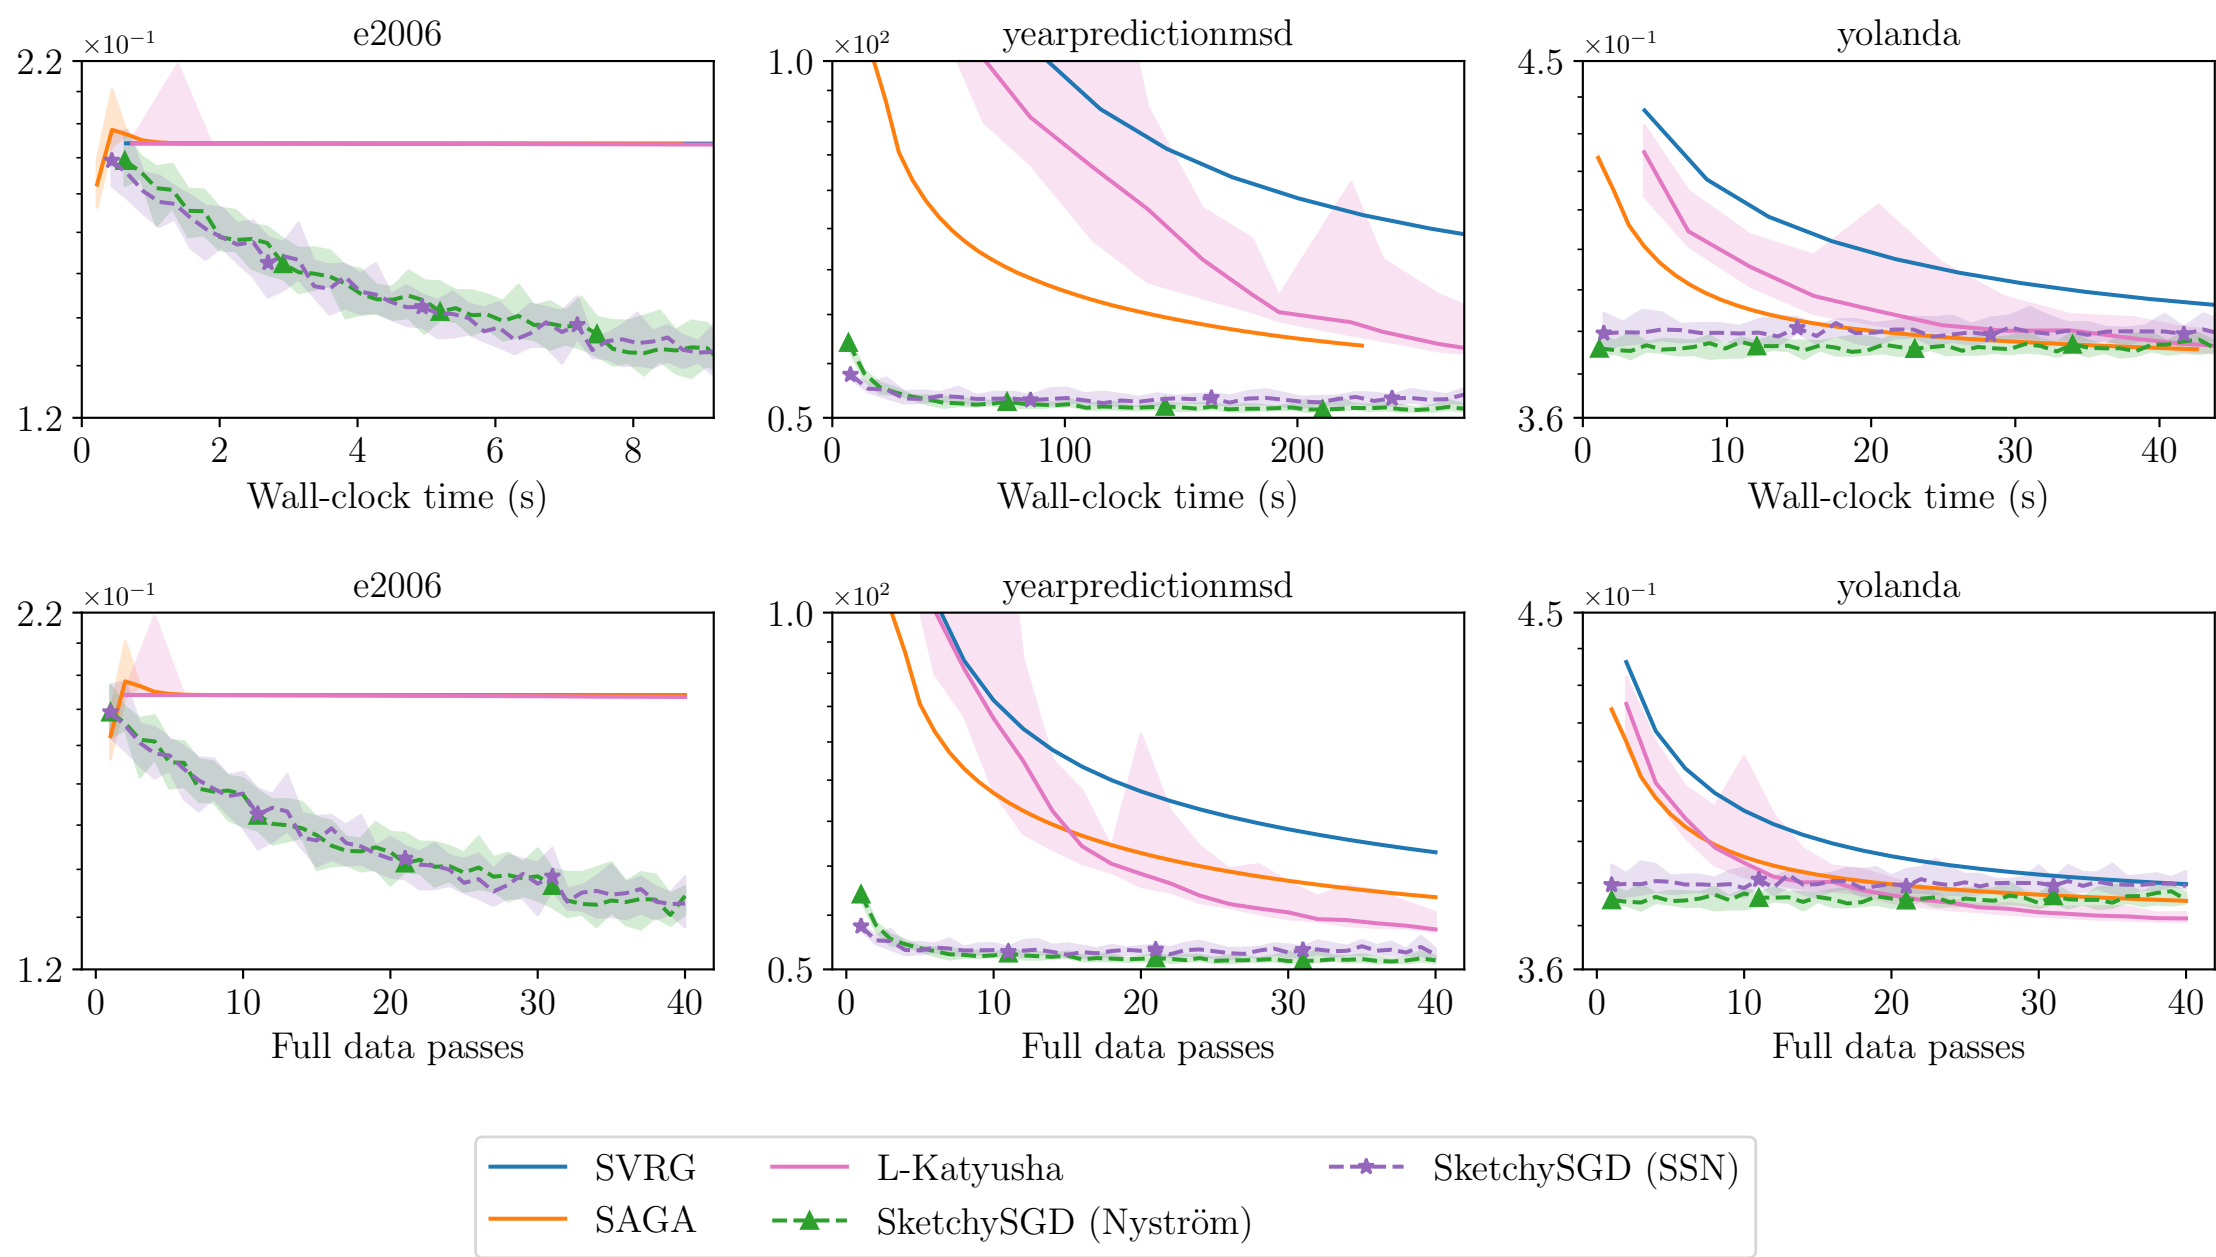 e2006
×10⁻¹
2.2
1.2
0 2 4 6 8
Wall-clock time (s)
yearpredictionmsd
×10²
1.0
0.5
0 100 200
Wall-clock time (s)
yolanda
×10⁻¹
4.5
3.6
0 10 20 30 40
Wall-clock time (s)
e2006
×10⁻¹
2.2
1.2
0 10 20 30 40
Full data passes
yearpredictionmsd
×10²
1.0
0.5
0 10 20 30 40
Full data passes
yolanda
×10⁻¹
4.5
3.6
0 10 20 30 40
Full data passes
SVRG
SAGA
L-Katyusha
SketchySGD (Nyström)
SketchySGD (SSN)